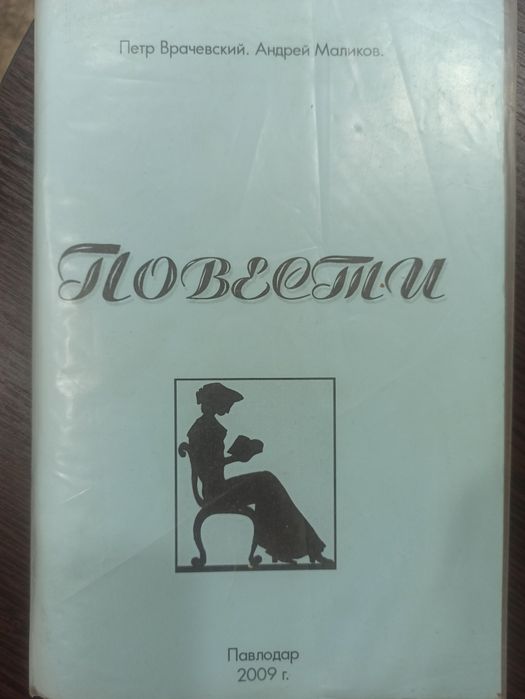 Петр Врачевский. Андрей Маликов.
ПОВЕСТИ
Павлодар
2009 г.